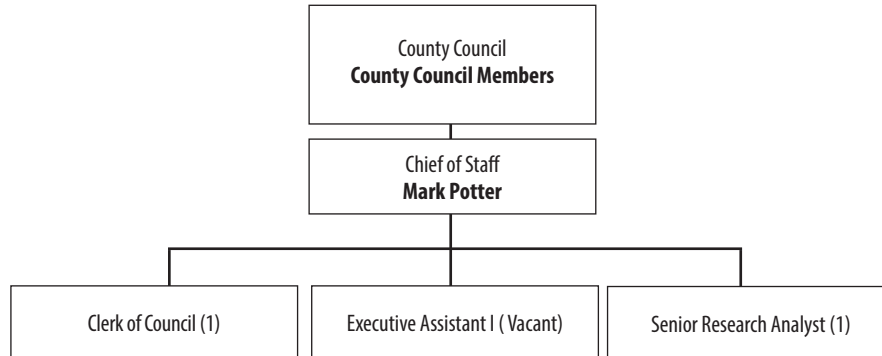 County Council
County Council Members
Chief of Staff
Mark Potter
Clerk of Council (1)
Executive Assistant I ( Vacant)
Senior Research Analyst (1)